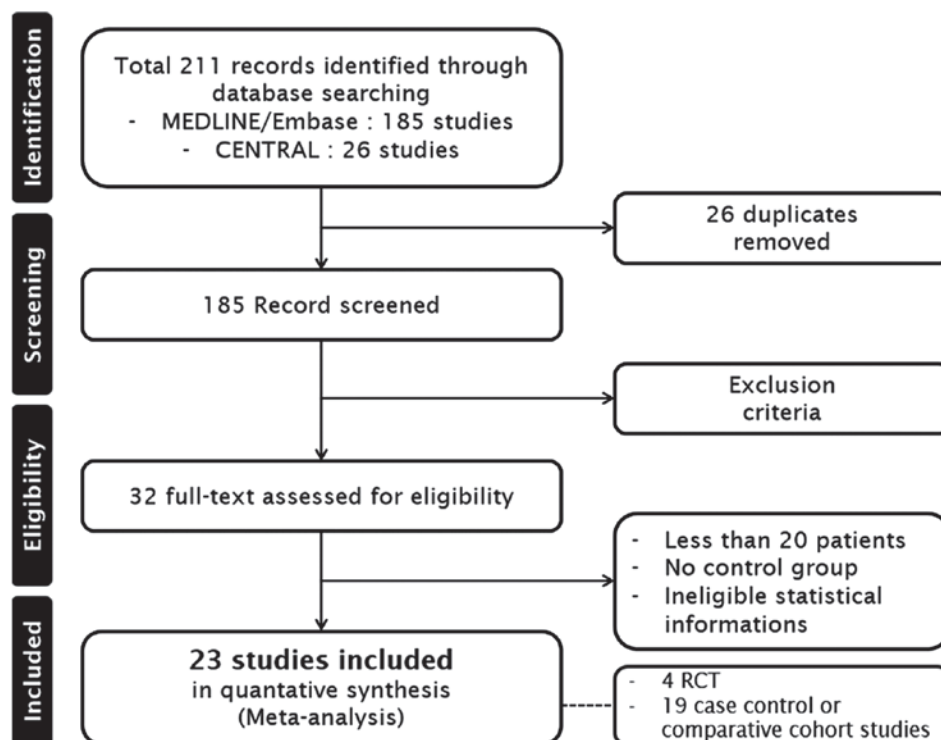 Identification
Total 211 records identified through
database searching
- MEDLINE/Embase : 185 studies
- CENTRAL : 26 studies
26 duplicates
removed
Screening
185 Record screened
Exclusion
criteria
Eligibility
32 full-text assessed for eligibility
- Less than 20 patients
- No control group
- Ineligible statistical
informations
Included
23 studies included
in quantative synthesis
(Meta-analysis)
- 4 RCT
- 19 case control or
comparative cohort studies